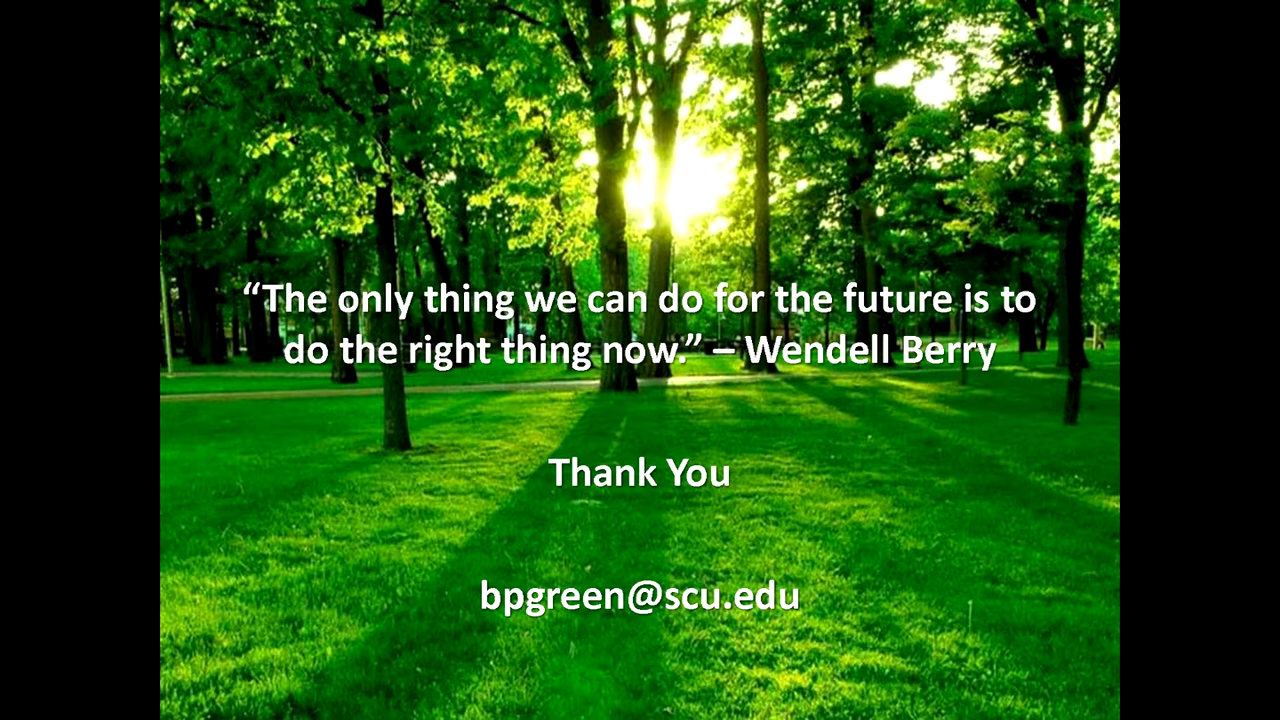 “The only thing we can do for the future is to
do the right thing now.” – Wendell Berry
Thank You
bpgreen@scu.edu